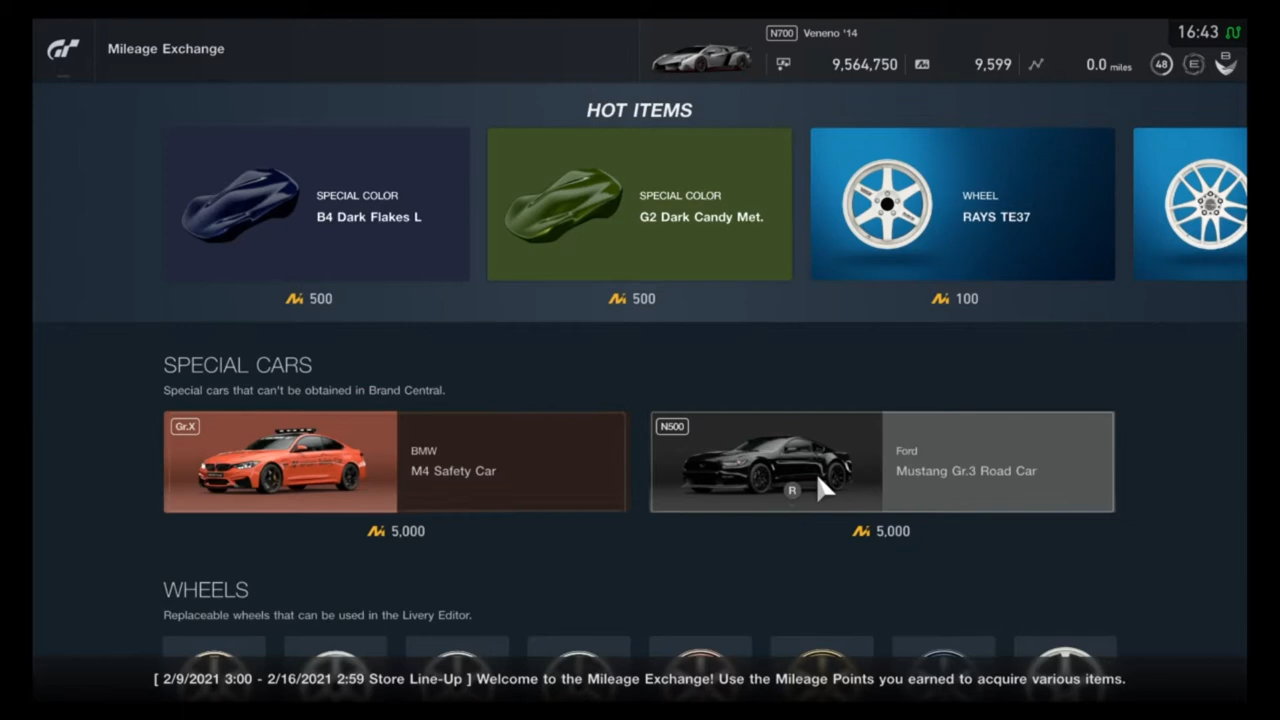 GT
Mileage Exchange
N700 Veneno '14
16:43
9,564,750
9,599
0.0 miles
48
E
B
HOT ITEMS
SPECIAL COLOR
B4 Dark Flakes L
500
SPECIAL COLOR
G2 Dark Candy Met.
500
WHEEL
RAYS TE37
100
SPECIAL CARS
Special cars that can't be obtained in Brand Central.
Gr.X
BMW
M4 Safety Car
5,000
N500
Ford
Mustang Gr.3 Road Car
R
5,000
WHEELS
Replaceable wheels that can be used in the Livery Editor.
[ 2/9/2021 3:00 - 2/16/2021 2:59 Store Line-Up ] Welcome to the Mileage Exchange! Use the Mileage Points you earned to acquire various items.